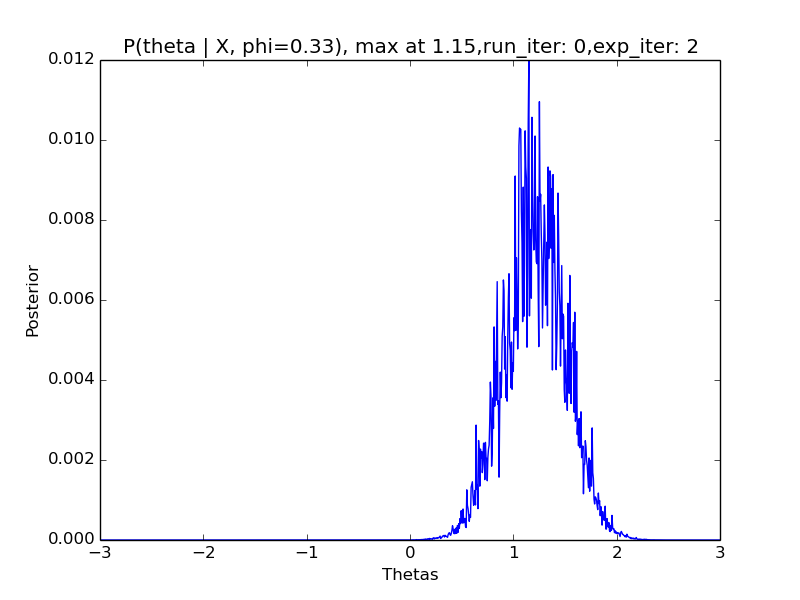 P(theta | X, phi=0.33), max at 1.15,run_iter: 0,exp_iter: 2
0.012
0.010
0.008
0.006
0.004
0.002
0.000
Posterior
−3 −2 −1 0 1 2 3
Thetas